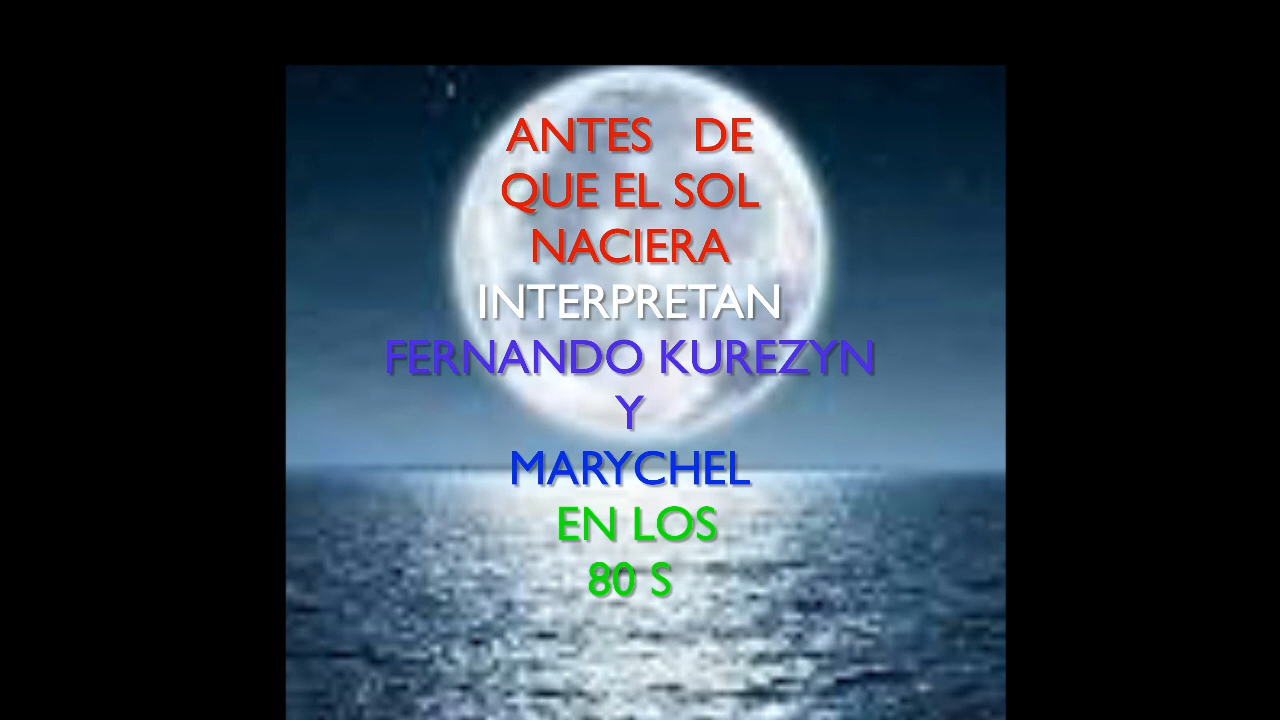 ANTES DE
QUE EL SOL
NACIERA
INTERPRETAN
FERNANDO KUREZYN
Y
MARYCHEL
EN LOS
80 S